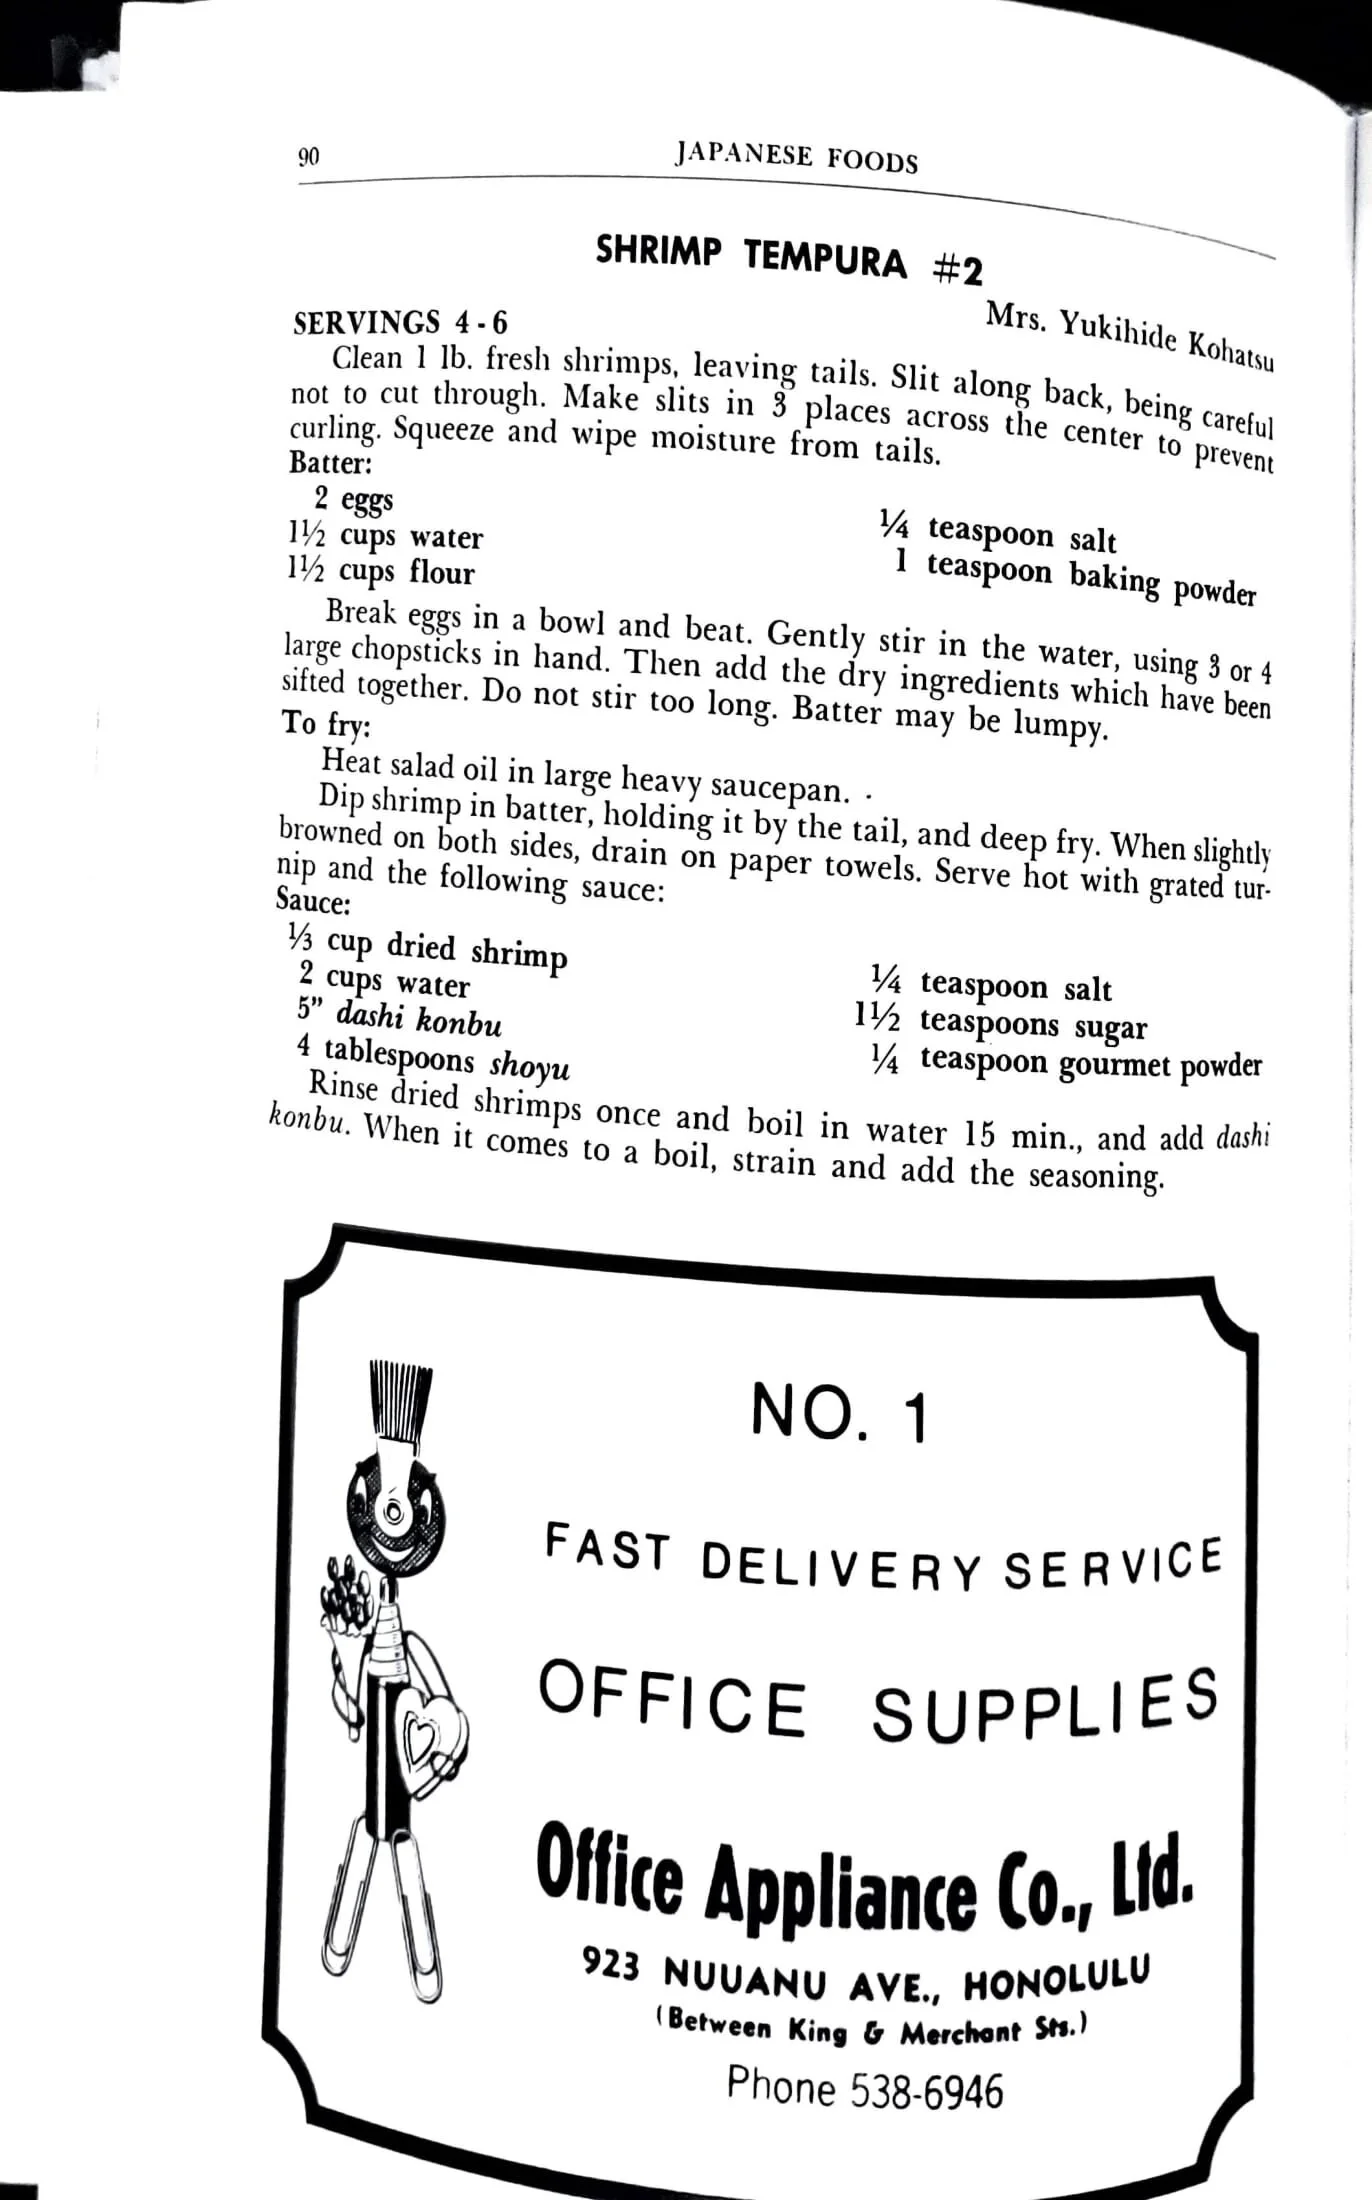 90
JAPANESE FOODS
SHRIMP TEMPURA #2
Mrs. Yukihide Kohatsu
SERVINGS 4-6
Clean 1 lb. fresh shrimps, leaving tails. Slit along back, being careful
not to cut through. Make slits in 3 places across the center to prevent
curling. Squeeze and wipe moisture from tails.
Batter:
2 eggs
1½ cups water
1½ cups flour
¼ teaspoon salt
1 teaspoon baking powder
Break eggs in a bowl and beat. Gently stir in the water, using 3 or 4
large chopsticks in hand. Then add the dry ingredients which have been
sifted together. Do not stir too long. Batter may be lumpy.
To fry:
Heat salad oil in large heavy saucepan.
Dip shrimp in batter, holding it by the tail, and deep fry. When slightly
browned on both sides, drain on paper towels. Serve hot with grated tur-
nip and the following sauce:
Sauce:
⅓ cup dried shrimp
2 cups water
5” dashi konbu
4 tablespoons shoyu
¼ teaspoon salt
1½ teaspoons sugar
¼ teaspoon gourmet powder
Rinse dried shrimps once and boil in water 15 min., and add dashi
konbu. When it comes to a boil, strain and add the seasoning.
NO. 1
FAST DELIVERY SERVICE
OFFICE SUPPLIES
Office Appliance Co., Ltd.
923 NUUANU AVE., HONOLULU
(Between King & Merchant Sts.)
Phone 538-6946